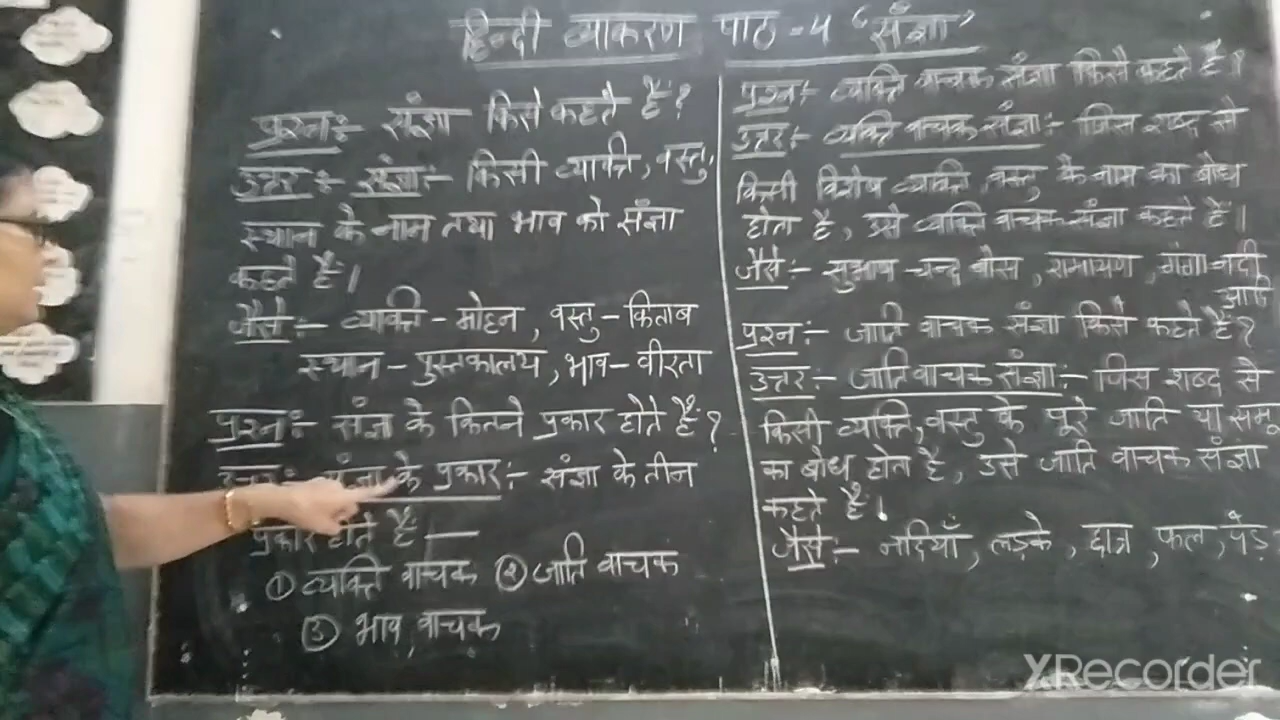 हिन्दी व्याकरण पाठ-4 "संज्ञा"
प्रश्नः- संज्ञा किसे कहते हैं?
उत्तरः- संज्ञाः- किसी व्यक्ति, वस्तु,
स्थान के नाम तथा भाव को संज्ञा
कहते हैं।
जैसेः- व्यक्ति - मोहन, वस्तु - किताब
स्थान - पुस्तकालय, भाव - वीरता
प्रश्नः- संज्ञा के कितने प्रकार होते हैं?
उत्तरः- संज्ञा के प्रकारः- संज्ञा के तीन
प्रकार होते हैं —
① व्यक्ति वाचक ② जाति वाचक
③ भाव वाचक
प्रश्नः- व्यक्ति वाचक संज्ञा किसे कहते हैं?
उत्तरः- व्यक्ति वाचक संज्ञाः- जिस शब्द से
किसी विशेष व्यक्ति, वस्तु के नाम का बोध
होता है, उसे व्यक्ति वाचक संज्ञा कहते हैं।
जैसेः- सुभाष चन्द्र बोस, रामायण, गंगा नदी
आदि
प्रश्नः- जाति वाचक संज्ञा किसे कहते हैं?
उत्तरः- जाति वाचक संज्ञाः- जिस शब्द से
किसी व्यक्ति, वस्तु के पूरे जाति या समू
का बोध होता है, उसे जाति वाचक संज्ञा
कहते हैं।
जैसेः- नदियाँ, लड़के, छात्र, फल, पेड़
XRecorder